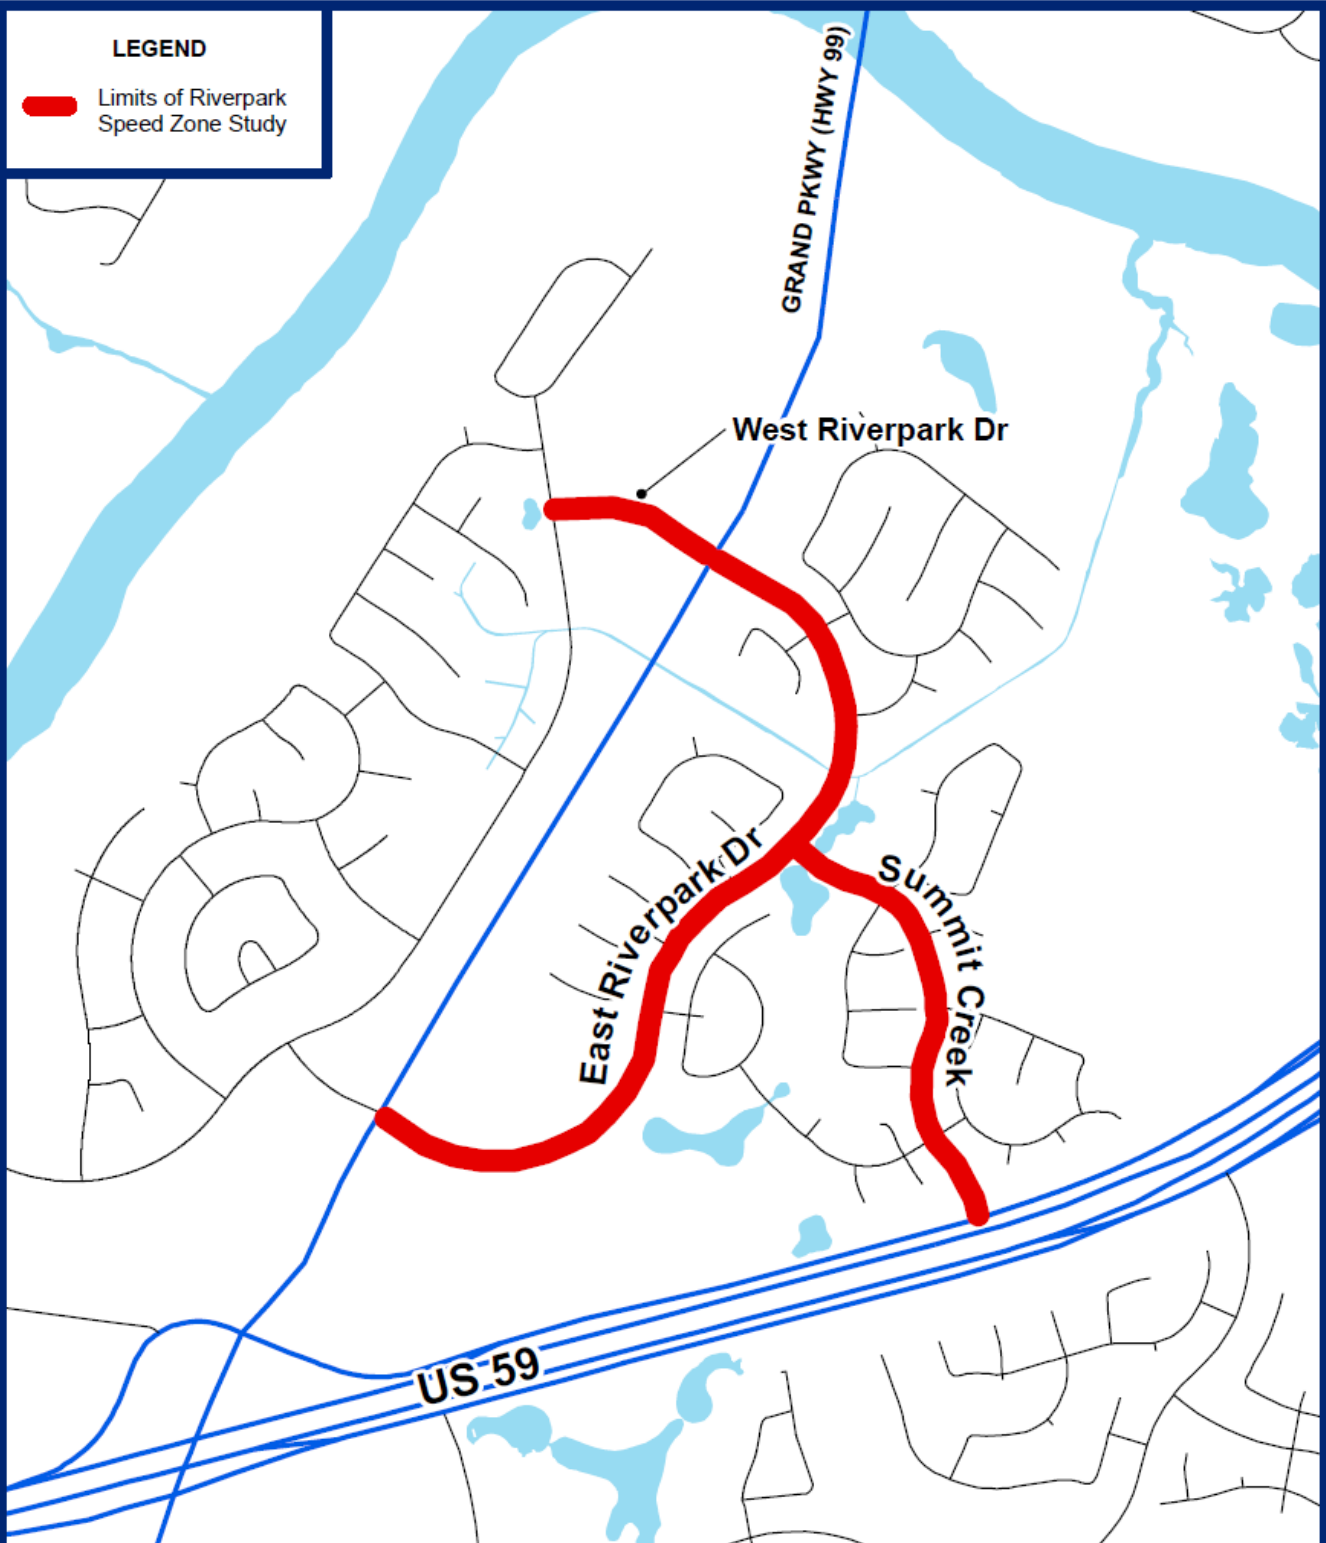 LEGEND
Limits of Riverpark
Speed Zone Study
GRAND PKWY (HWY 99)
West Riverpark Dr
East Riverpark Dr
Summit Creek
US 59